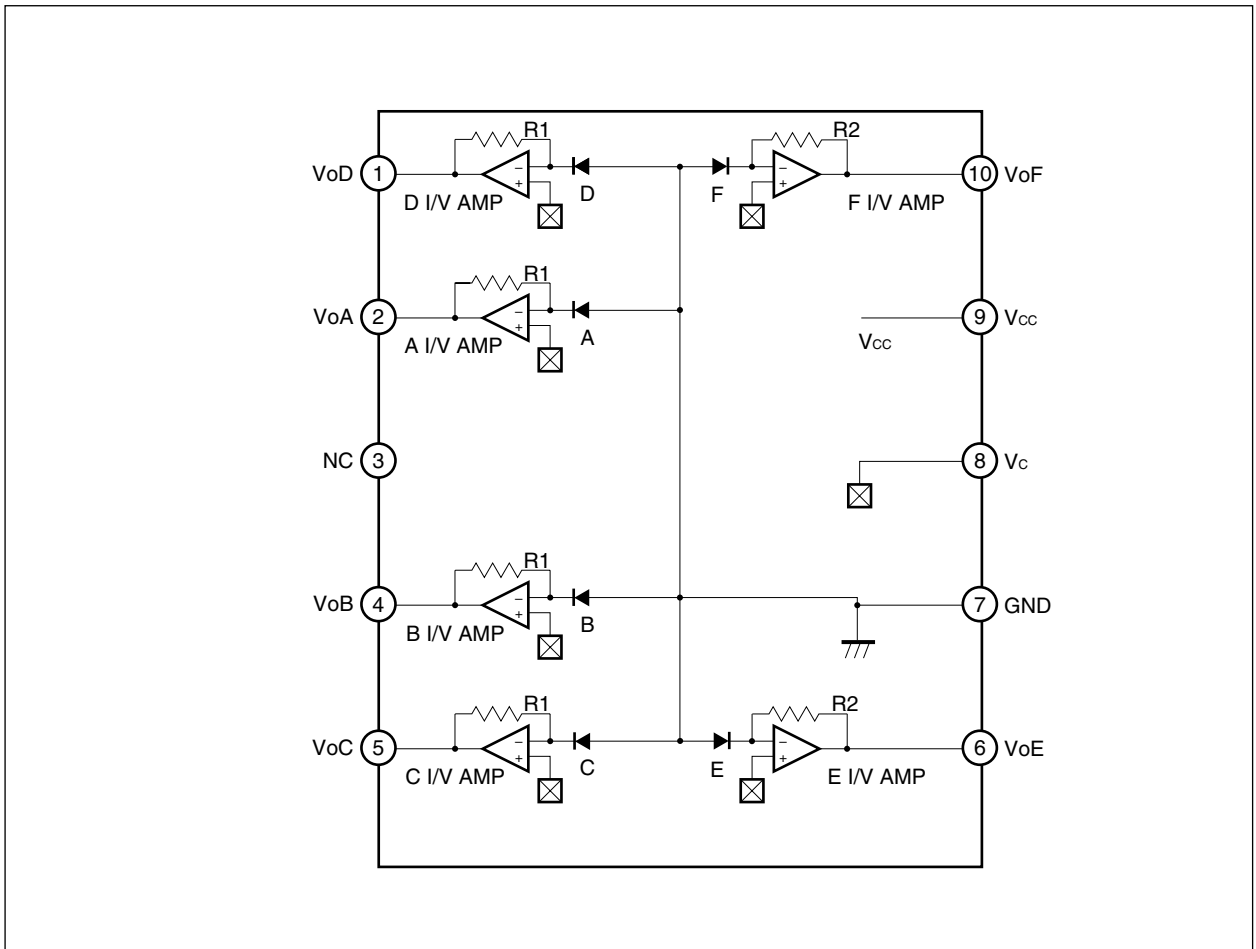 R1
R2
VoD 1
D I/V AMP
D
F
F I/V AMP
10 VoF
R1
VoA 2
A I/V AMP
A
VCC
9 VCC
NC 3
8 VC
R1
VoB 4
B I/V AMP
B
7 GND
R1
R2
VoC 5
C I/V AMP
C
E
E I/V AMP
6 VoE